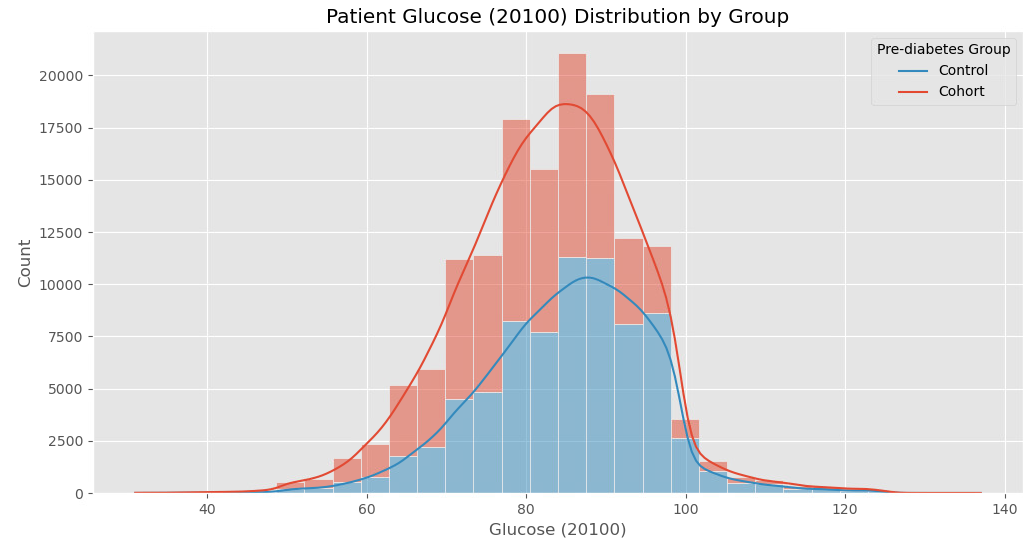 Patient Glucose (20100) Distribution by Group
Pre-diabetes Group
Control
Cohort
Count
20000
17500
15000
12500
10000
7500
5000
2500
0
40
60
80
100
120
140
Glucose (20100)